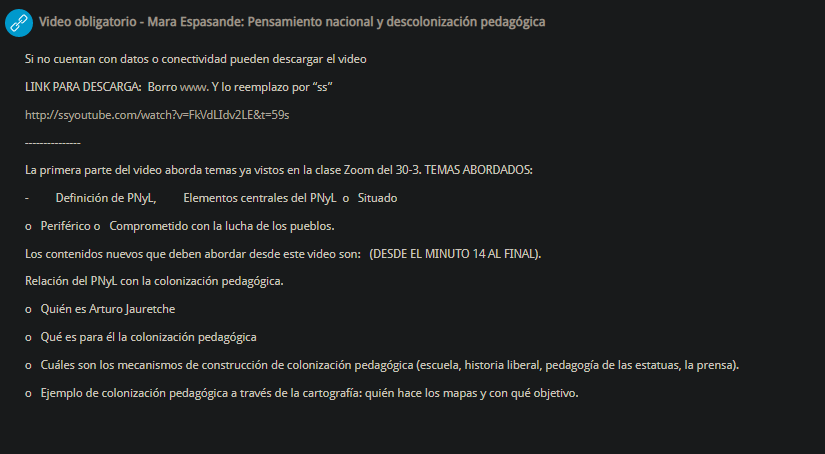 Video obligatorio - Mara Espasande: Pensamiento nacional y descolonización pedagógica
Si no cuentan con datos o conectividad pueden descargar el video
LINK PARA DESCARGA:  Borro www. Y lo reemplazo por “ss”
http://ssyoutube.com/watch?v=FkVdLIdv2LE&t=59s
---------------
La primera parte del video aborda temas ya vistos en la clase Zoom del 30-3. TEMAS ABORDADOS:
-        Definición de PNyL,        Elementos centrales del PNyL  o   Situado
o   Periférico o   Comprometido con la lucha de los pueblos.
Los contenidos nuevos que deben abordar desde este video son:   (DESDE EL MINUTO 14 AL FINAL).
Relación del PNyL con la colonización pedagógica.
o   Quién es Arturo Jauretche
o   Qué es para él la colonización pedagógica
o   Cuáles son los mecanismos de construcción de colonización pedagógica (escuela, historia liberal, pedagogía de las estatuas, la prensa).
o   Ejemplo de colonización pedagógica a través de la cartografía: quién hace los mapas y con qué objetivo.